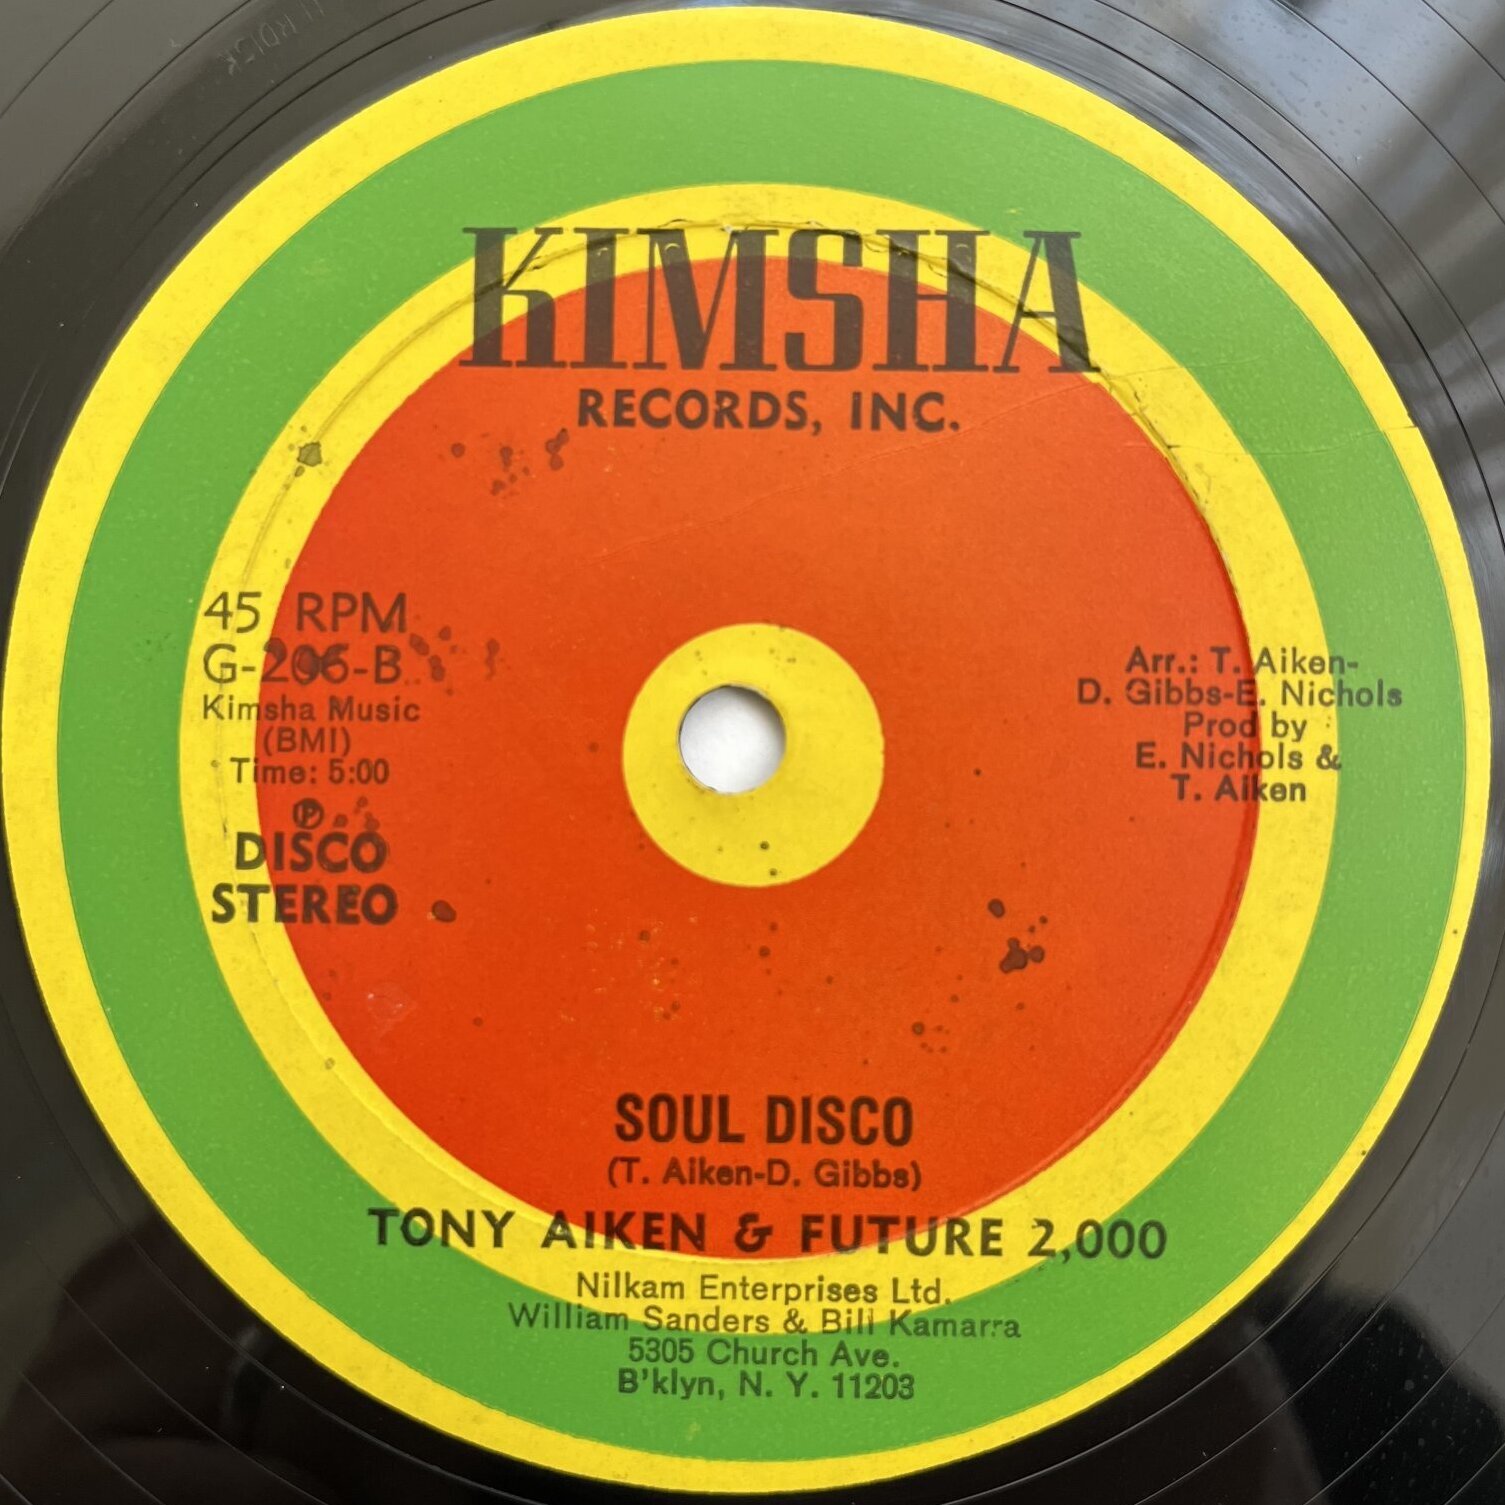 KIMSHA
RECORDS, INC.
45 RPM
G-206-B
Kimsha Music
(BMI)
Time: 5:00
Ⓟ
DISCO
STEREO
Arr.: T. Aiken-
D. Gibbs-E. Nichols
Prod by
E. Nichols &
T. Aiken
SOUL DISCO
(T. Aiken-D. Gibbs)
TONY AIKEN & FUTURE 2,000
Nilkam Enterprises Ltd.
William Sanders & Bill Kamarra
5305 Church Ave.
B'klyn, N. Y. 11203